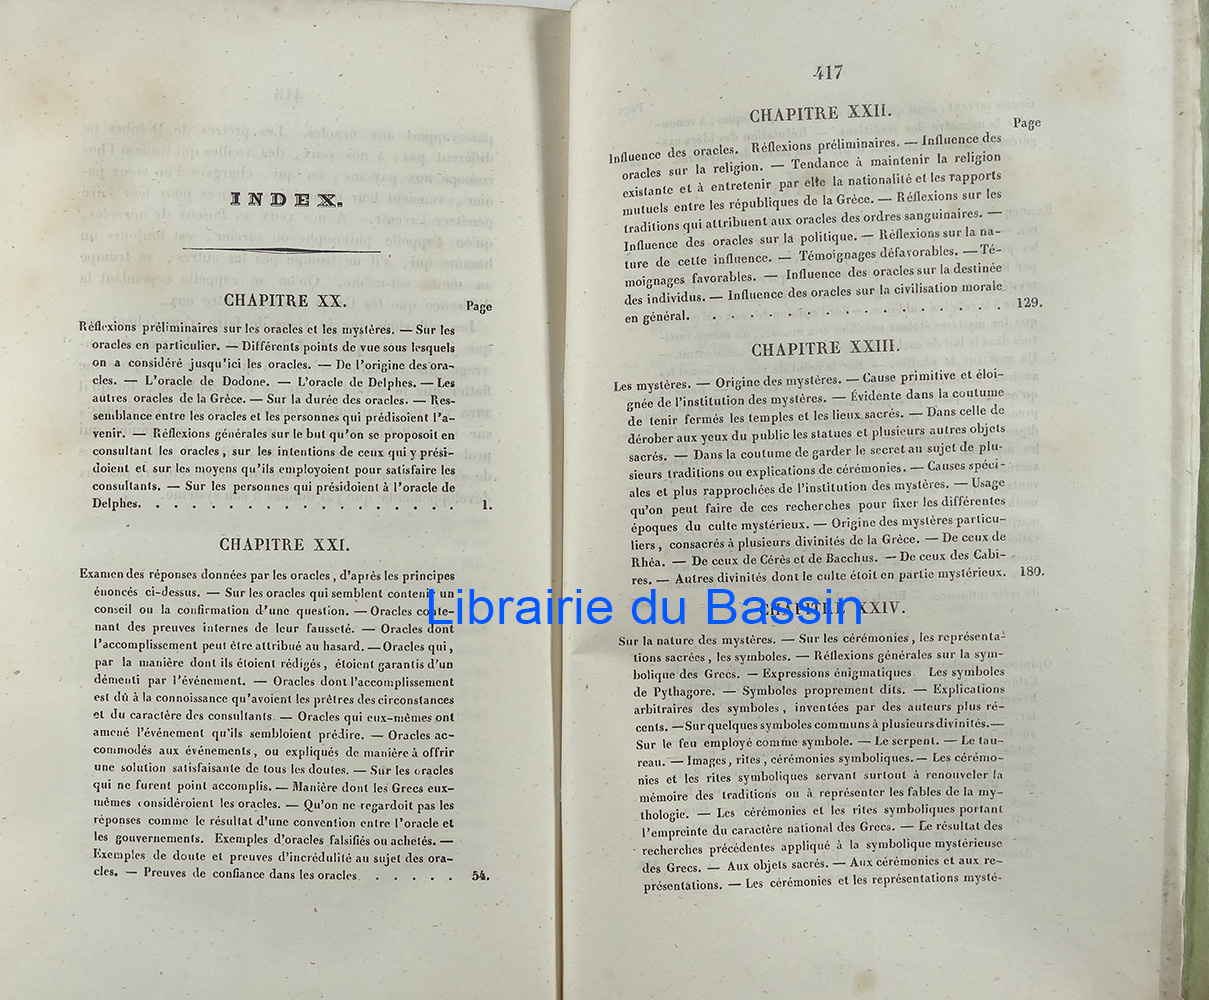 INDEX.
CHAPITRE XX.
Page
Réflexions préliminaires sur les oracles et les mystères. — Sur les
oracles en particulier. — Différents points de vue sous lesquels
on a considéré jusqu'ici les oracles. — De l'origine des ora-
cles. — L'oracle de Dodone. — L'oracle de Delphes. — Les
autres oracles de la Grèce. — Sur la durée des oracles. — Res-
semblance entre les oracles et les personnes qui prédisoient l'a-
venir. — Réflexions générales sur le but qu'on se proposoit en
consultant les oracles, sur les intentions de ceux qui y prési-
doient et sur les moyens qu'ils employoient pour satisfaire les
consultants. — Sur les personnes qui présidoient à l'oracle de
Delphes. . . . . . . . . . . . . . . . . . 1.
CHAPITRE XXI.
Examen des réponses données par les oracles, d'après les principes
énoncés ci-dessus. — Sur les oracles qui semblent contenir un
conseil ou la confirmation d'une question. — Oracles conte-
nant des preuves internes de leur fausseté. — Oracles dont
l'accomplissement peut être attribué au hasard. — Oracles qui,
par la manière dont ils étoient rédigés, étoient garantis d'un
démenti par l'événement. — Oracles dont l'accomplissement
est dû à la connoissance qu'avoient les prêtres des circonstances
et du caractère des consultants. — Oracles qui eux-mêmes ont
amené l'événement qu'ils sembloient prédire. — Oracles ac-
commodés aux événements, ou expliqués de manière à offrir
une solution satisfaisante de tous les doutes. — Sur les oracles
qui ne furent point accomplis. — Manière dont les Grecs eux-
mêmes considéroient les oracles. — Qu'on ne regardoit pas les
réponses comme le résultat d'une convention entre l'oracle et
les gouvernements. Exemples d'oracles falsifiés ou achetés. —
Exemples de doute et preuves d'incrédulité au sujet des ora-
cles. — Preuves de confiance dans les oracles. . . . . . 54.
417
CHAPITRE XXII.
Page
Influence des oracles. Réflexions préliminaires. — Influence des
oracles sur la religion. — Tendance à maintenir la religion
existante et à entretenir par elle la nationalité et les rapports
mutuels entre les républiques de la Grèce. — Réflexions sur les
traditions qui attribuent aux oracles des ordres sanguinaires. —
Influence des oracles sur la politique. — Réflexions sur la na-
ture de cette influence. — Témoignages défavorables. — Té-
moignages favorables. — Influence des oracles sur la destinée
des individus. — Influence des oracles sur la civilisation morale
en général. . . . . . . . . . . . . . . . . 129.
CHAPITRE XXIII.
Les mystères. — Origine des mystères. — Cause primitive et éloi-
gnée de l'institution des mystères. — Évidente dans la coutume
de tenir fermés les temples et les lieux sacrés. — Dans celle de
dérober aux yeux du public les statues et plusieurs autres objets
sacrés. — Dans la coutume de garder le secret au sujet de plu-
sieurs traditions ou explications de cérémonies. — Causes spéci-
ales et plus rapprochées de l'institution des mystères. — Usage
qu'on peut faire de ces recherches pour fixer les différentes
époques du culte mystérieux. — Origine des mystères particu-
liers, consacrés à plusieurs divinités de la Grèce. — De ceux de
Rhéa. — De ceux de Cérès et de Bacchus. — De ceux des Cabi-
res. — Autres divinités dont le culte étoit en partie mystérieux. 180.
Librairie du Bassin
CHAPITRE XXIV.
Sur la nature des mystères. — Sur les cérémonies, les représenta-
tions sacrées, les symboles. — Réflexions générales sur la sym-
bolique des Grecs. — Expressions énigmatiques. Les symboles
de Pythagore. — Symboles proprement dits. — Explications
arbitraires des symboles, inventées par des auteurs plus ré-
cents. — Sur quelques symboles communs à plusieurs divinités. —
Sur le feu employé comme symbole. — Le serpent. — Le tau-
reau. — Images, rites, cérémonies symboliques. — Les cérémo-
nies et les rites symboliques servant surtout à renouveler la
mémoire des traditions ou à représenter les fables de la my-
thologie. — Les cérémonies et les rites symboliques portant
l'empreinte du caractère national des Grecs. — Le résultat des
recherches précédentes appliqué à la symbolique mystérieuse
des Grecs. — Aux objets sacrés. — Aux cérémonies et aux re-
présentations. — Les cérémonies et les représentations mysté-